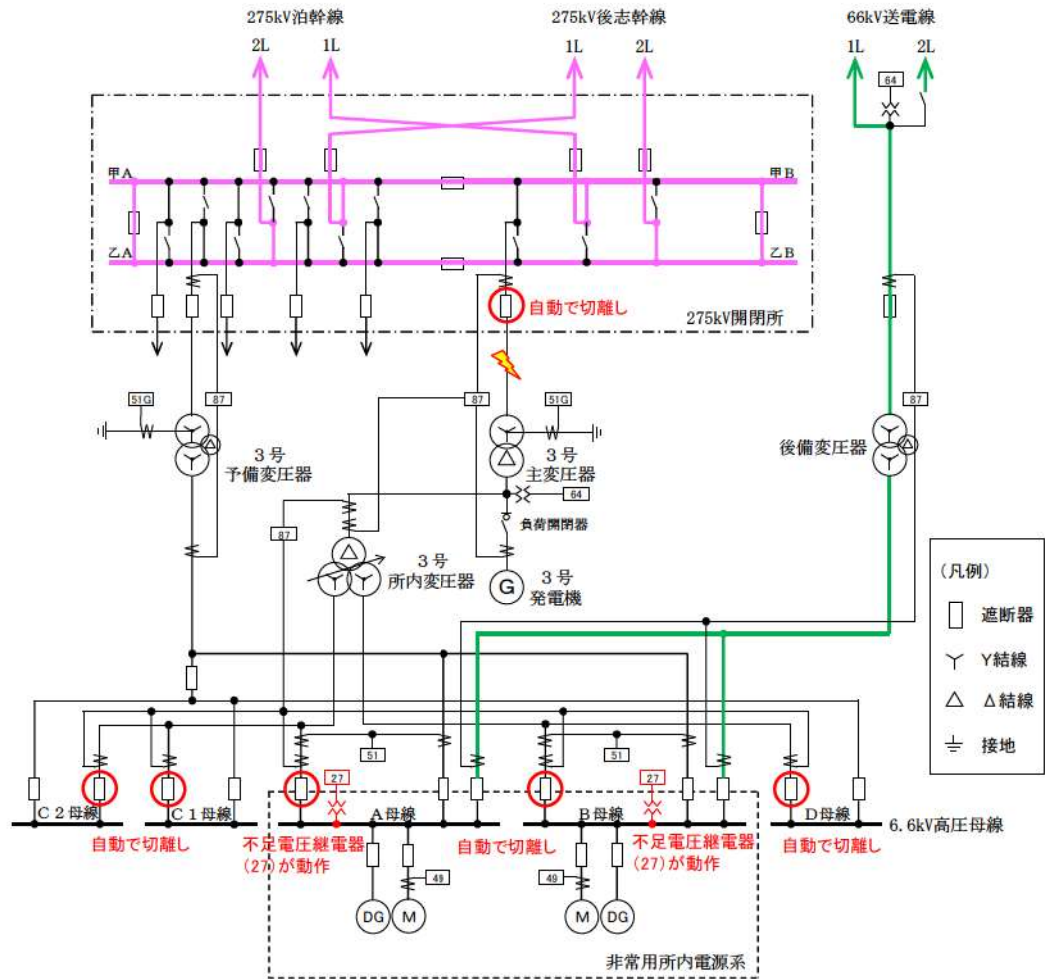 275kV泊幹線
275kV後志幹線
66kV送電線
2L
1L
1L
2L
1L
2L
64
甲A
甲B
乙A
乙B
自動で切離し
275kV開閉所
51G
87
87
51G
87
3号
予備変圧器
3号
主変圧器
後備変圧器
64
負荷開閉器
87
3号
所内変圧器
G
3号
発電機
(凡例)
遮断器
Y結線
Δ結線
接地
51
51
27
27
C2母線
C1母線
A母線
B母線
D母線
6.6kV高圧母線
自動で切離し
不足電圧継電器
(27)が動作
自動で切離し
不足電圧継電器
(27)が動作
自動で切離し
49
49
DG
M
M
DG
非常用所内電源系